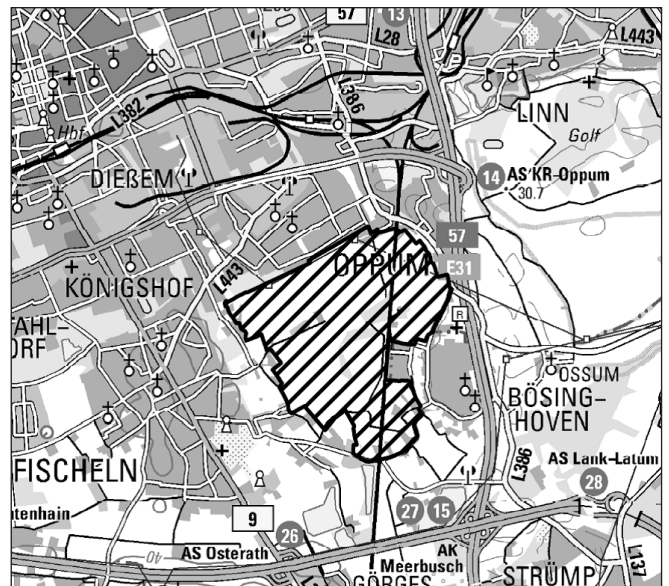 57
13
L28
L443
L386
L382
Hbf
LINN
Golf
DIEßEM
14
AS KR-Oppum
30.7
57
E31
OPPUM
KÖNIGSHOF
L443
R
AHL-
ORF
OSSUM
BÖSING-
HOVEN
L386
AS Lank-Latum
28
FISCHELN
tenhain
9
26
27
15
40
AS Osterath
AK
Meerbusch
GÖRGES
STRÜMP
L137